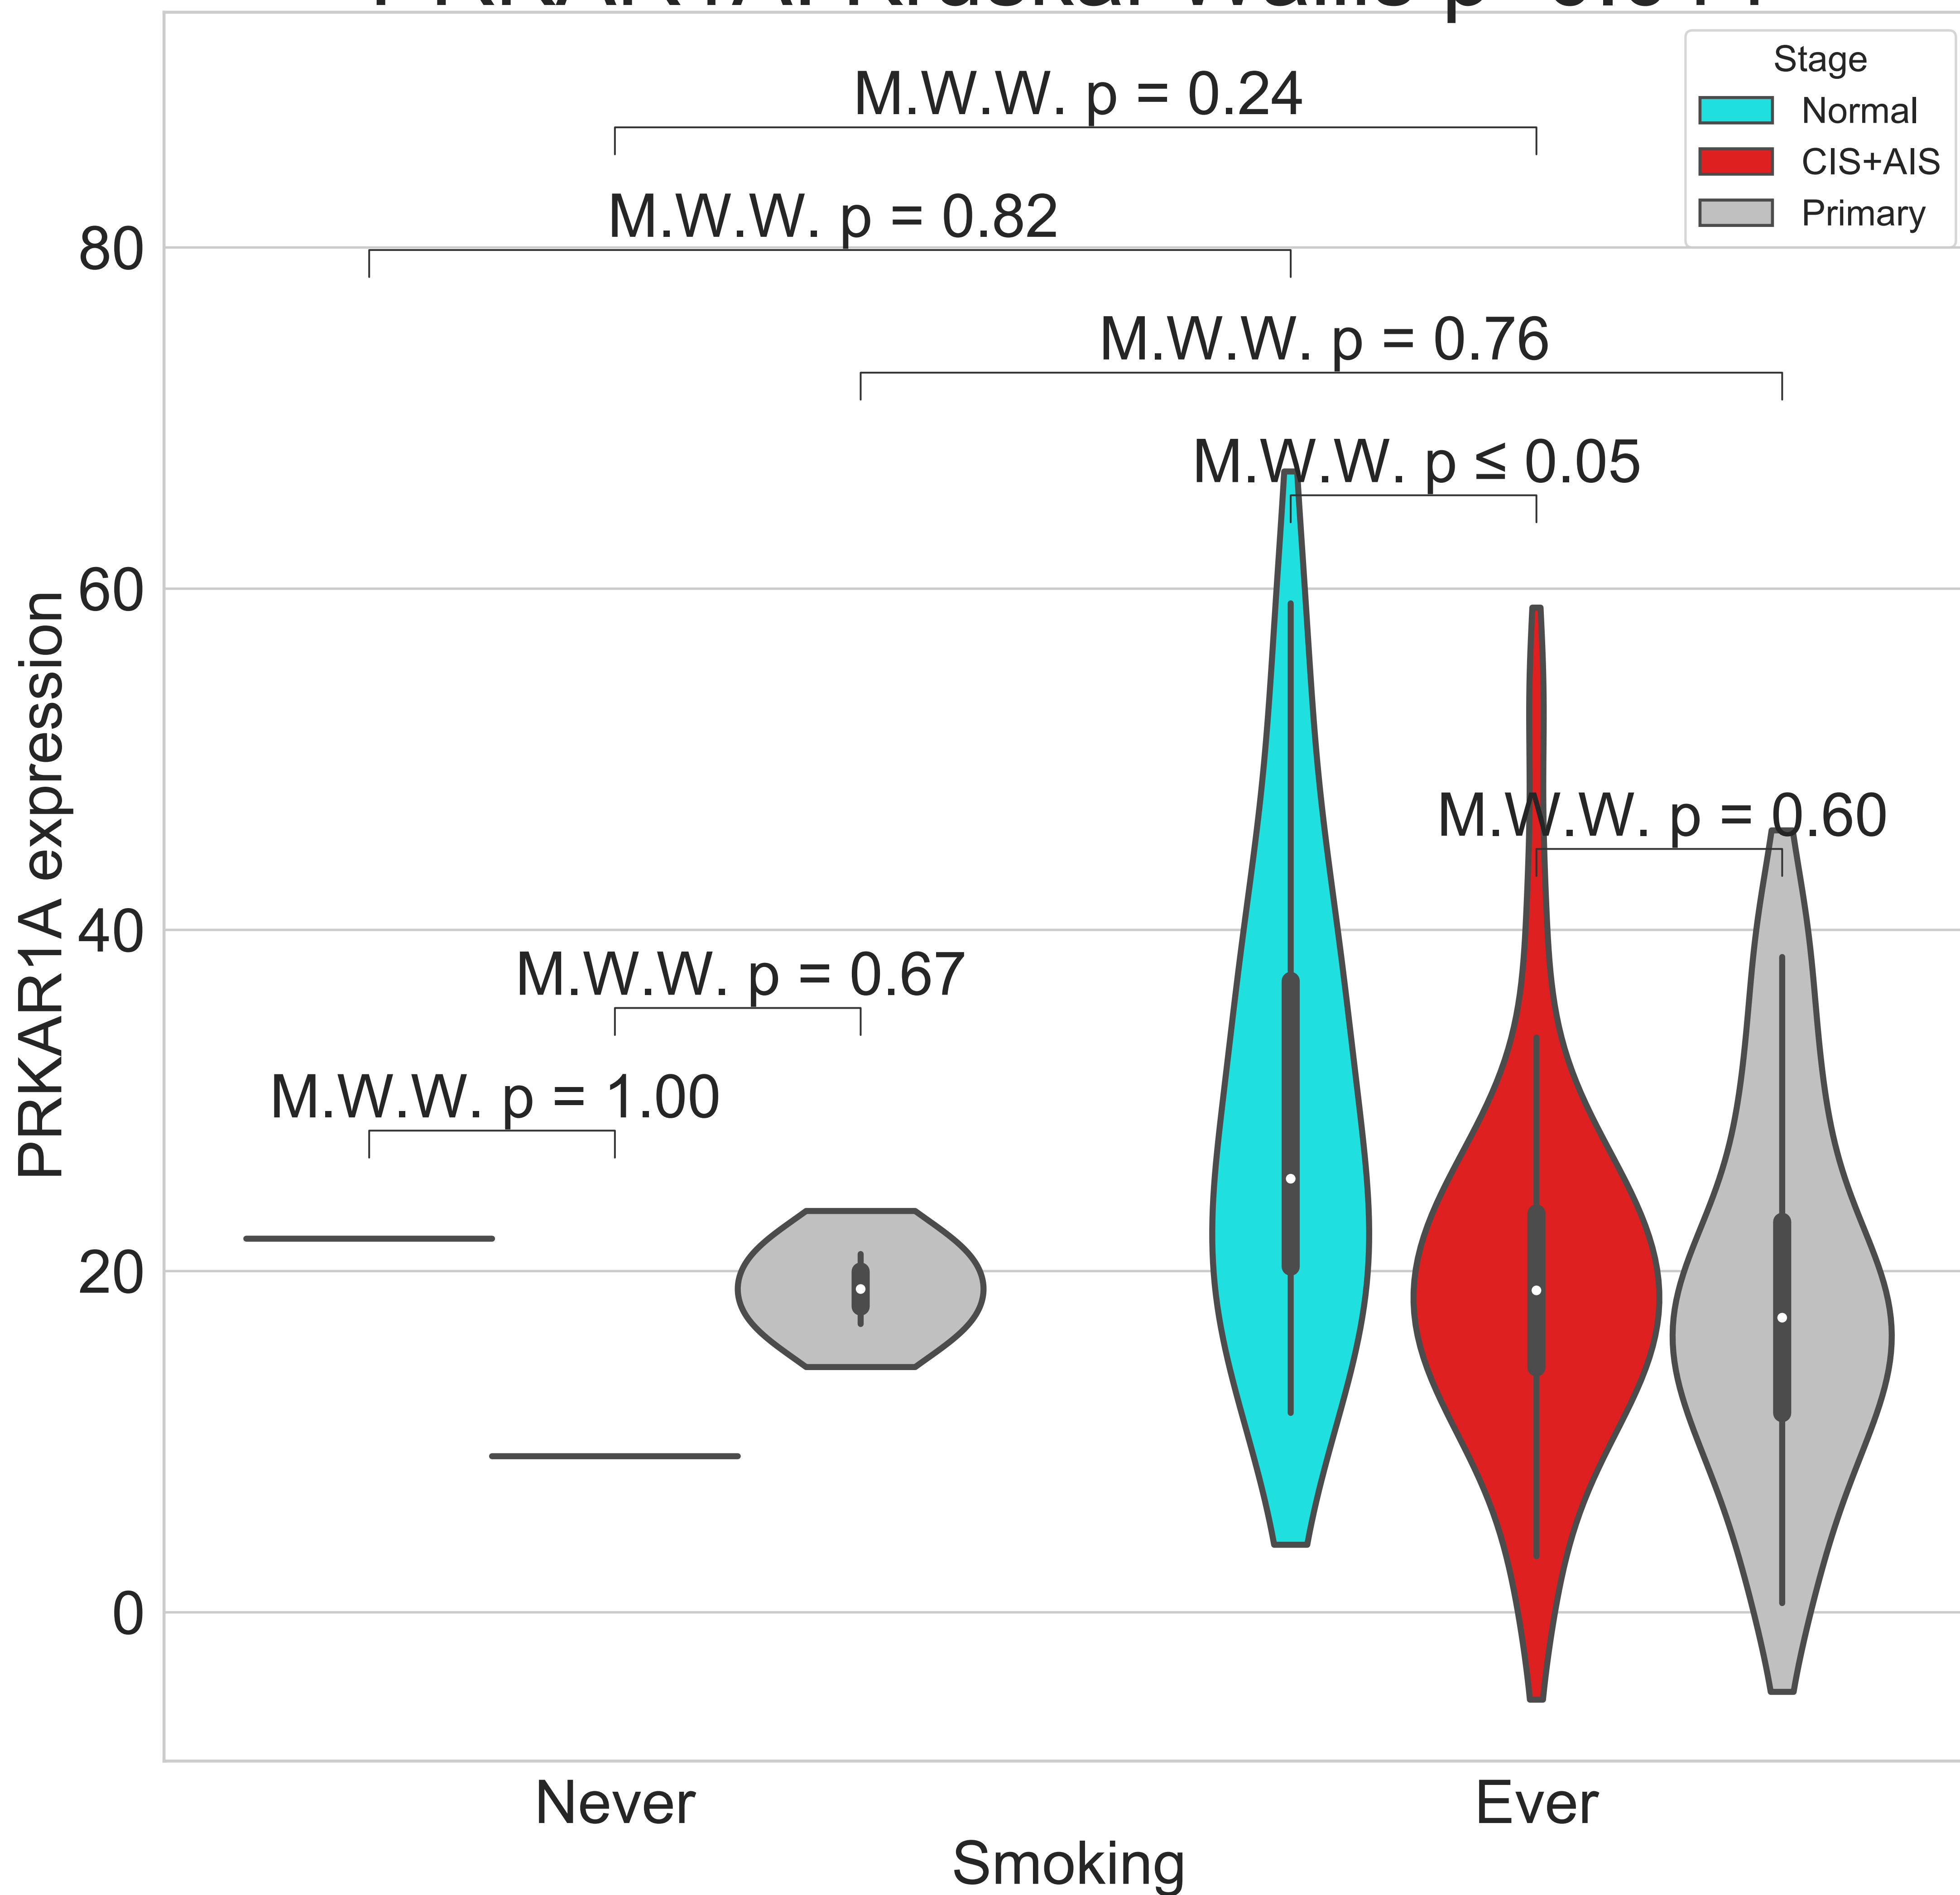 Stage
Normal
CIS+AIS
Primary
M.W.W. p = 0.24
M.W.W. p = 0.82
M.W.W. p = 0.76
M.W.W. p ≤ 0.05
M.W.W. p = 0.60
M.W.W. p = 0.67
M.W.W. p = 1.00
80
60
40
20
0
PRKAR1A expression
Never
Ever
Smoking